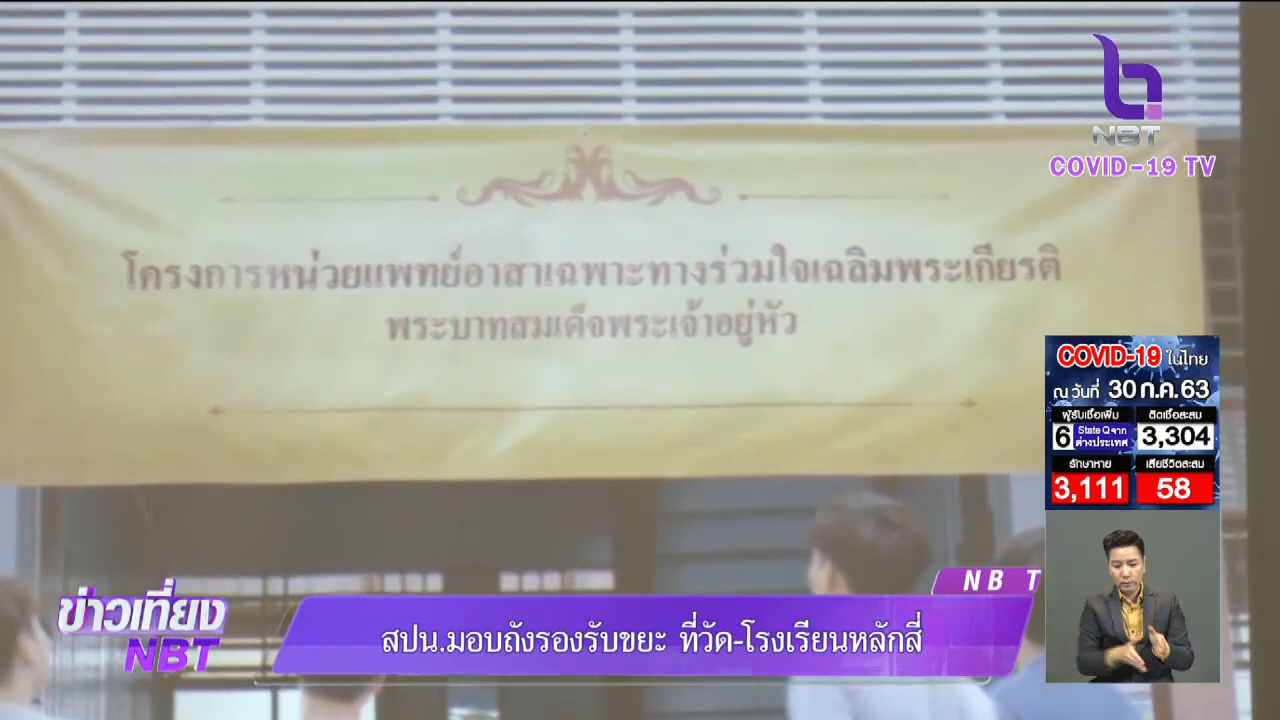 NBT
COVID-19 TV
โครงการหน่วยแพทย์อาสาเฉพาะทางร่วมใจเฉลิมพระเกียรติ
พระบาทสมเด็จพระเจ้าอยู่หัว
COVID-19 ในไทย
ณ วันที่ 30 ก.ค. 63
ผู้รับเชื้อเพิ่ม ติดเชื้อสะสม
6 State Q จาก ต่างประเทศ 3,304
รักษาหาย เสียชีวิตสะสม
3,111 58
NBT
ข่าวเที่ยง
NBT
สปน.มอบถังรองรับขยะ ที่วัด-โรงเรียนหลักสี่